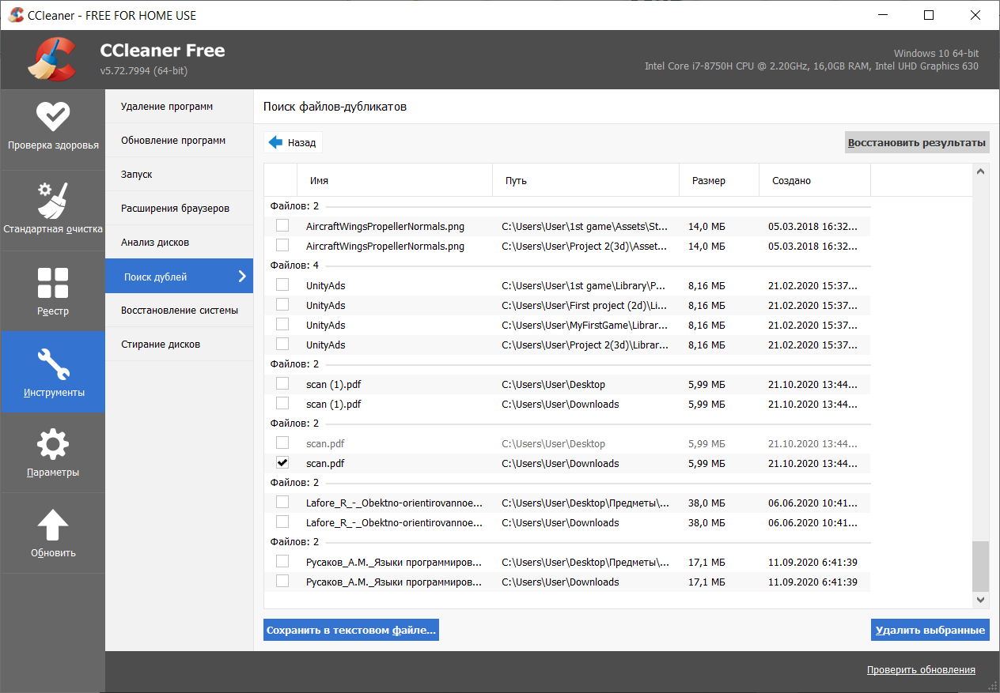 CCleaner - FREE FOR HOME USE
CCleaner Free
v5.72.7994 (64-bit)
Windows 10 64-bit
Intel Core i7-8750H CPU @ 2.20GHz, 16,0GB RAM, Intel UHD Graphics 630
Проверка здоровья
Стандартная очистка
Реестр
Инструменты
Параметры
Обновить
Удаление программ
Обновление программ
Запуск
Расширения браузеров
Анализ дисков
Поиск дублей
Восстановление системы
Стирание дисков
Поиск файлов-дубликатов
Назад
Восстановить результаты
Имя Путь Размер Создано
Файлов: 2
AircraftWingsPropellerNormals.png C:\Users\User\1st game\Assets\St... 14,0 МБ 05.03.2018 16:32...
AircraftWingsPropellerNormals.png C:\Users\User\Project 2(3d)\Asset... 14,0 МБ 05.03.2018 16:32...
Файлов: 4
UnityAds C:\Users\User\1st game\Library\P... 8,16 МБ 21.02.2020 15:37...
UnityAds C:\Users\User\First project (2d)\Li... 8,16 МБ 21.02.2020 15:37...
UnityAds C:\Users\User\MyFirstGame\Librar... 8,16 МБ 21.02.2020 15:37...
UnityAds C:\Users\User\Project 2(3d)\Librar... 8,16 МБ 21.02.2020 15:37...
Файлов: 2
scan (1).pdf C:\Users\User\Desktop 5,99 МБ 21.10.2020 13:44...
scan (1).pdf C:\Users\User\Downloads 5,99 МБ 21.10.2020 13:44...
Файлов: 2
scan.pdf C:\Users\User\Desktop 5,99 МБ 21.10.2020 13:44...
scan.pdf C:\Users\User\Downloads 5,99 МБ 21.10.2020 13:44...
Файлов: 2
Lafore_R_-_Obektno-orientirovannoe... C:\Users\User\Desktop\Предметы\... 38,0 МБ 06.06.2020 10:41...
Lafore_R_-_Obektno-orientirovannoe... C:\Users\User\Downloads 38,0 МБ 06.06.2020 10:41...
Файлов: 2
Русаков_А.М._Языки программиров... C:\Users\User\Desktop\Предметы\... 17,1 МБ 11.09.2020 6:41:39
Русаков_А.М._Языки программиров... C:\Users\User\Downloads 17,1 МБ 11.09.2020 6:41:39
Сохранить в текстовом файле...
Удалить выбранные
Проверить обновления